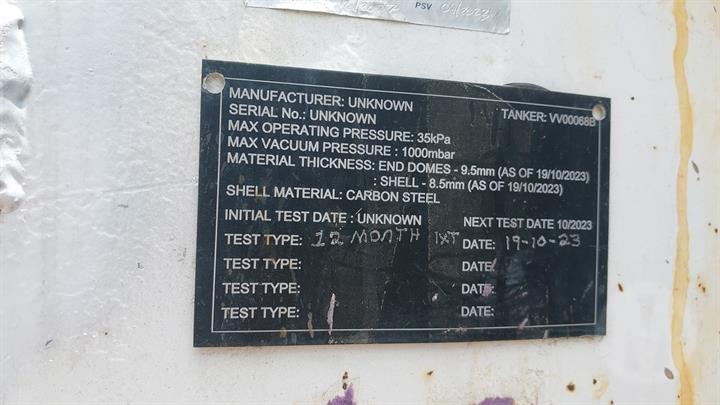 PSV 04/2023
MANUFACTURER: UNKNOWN
SERIAL No.: UNKNOWN TANKER: VV00068B
MAX OPERATING PRESSURE: 35kPa
MAX VACUUM PRESSURE : 1000mbar
MATERIAL THICKNESS: END DOMES - 9.5mm (AS OF 19/10/2023)
: SHELL - 8.5mm (AS OF 19/10/2023)
SHELL MATERIAL: CARBON STEEL
INITIAL TEST DATE : UNKNOWN NEXT TEST DATE 10/2023
TEST TYPE: 12 MONTH IXT DATE: 19-10-23
TEST TYPE: DATE:
TEST TYPE: DATE:
TEST TYPE: DATE: